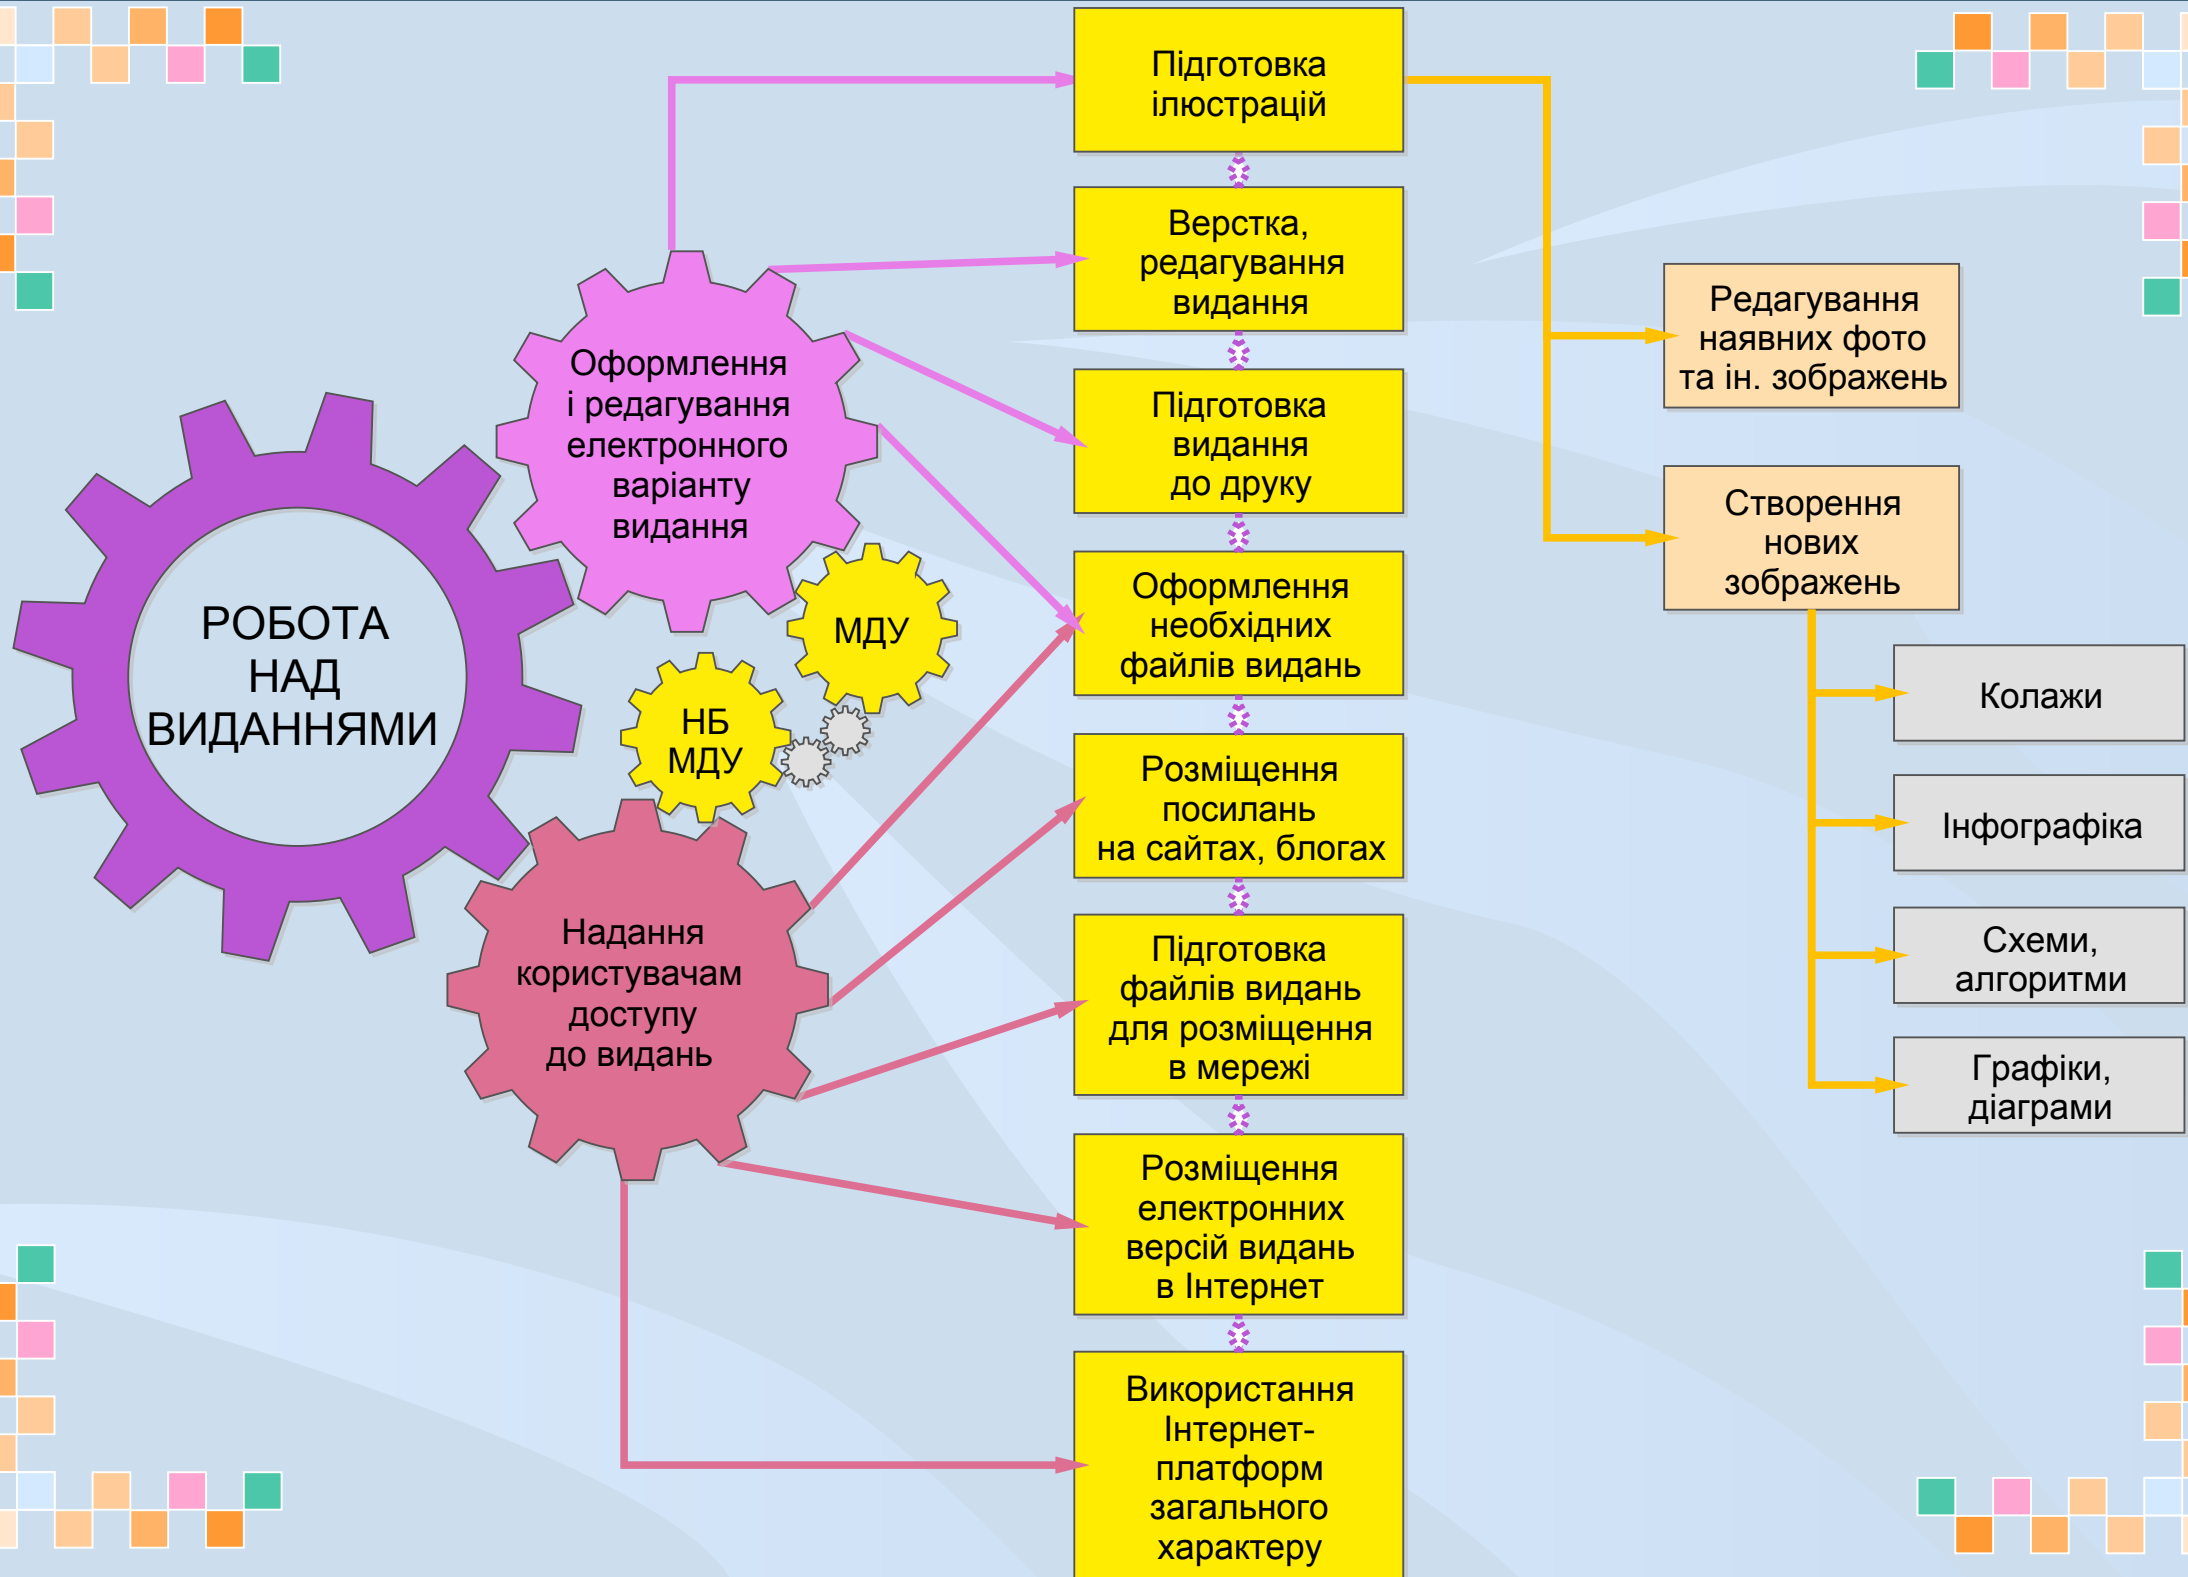 РОБОТА
НАД
ВИДАННЯМИ
Оформлення
і редагування
електронного
варіанту
видання
МДУ
НБ
МДУ
Надання
користувачам
доступу
до видань
Підготовка
ілюстрацій
Верстка,
редагування
видання
Підготовка
видання
до друку
Оформлення
необхідних
файлів видань
Розміщення
посилань
на сайтах, блогах
Підготовка
файлів видань
для розміщення
в мережі
Розміщення
електронних
версій видань
в Інтернет
Використання
Інтернет-
платформ
загального
характеру
Редагування
наявних фото
та ін. зображень
Створення
нових
зображень
Колажи
Інфографіка
Схеми,
алгоритми
Графіки,
діаграми